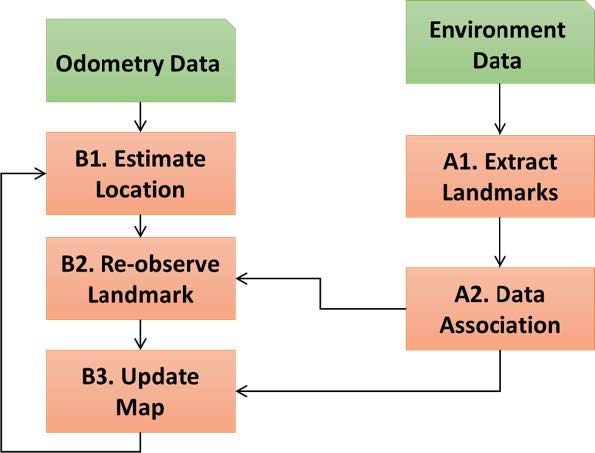 Odometry Data
Environment
Data
B1. Estimate
Location
A1. Extract
Landmarks
B2. Re-observe
Landmark
A2. Data
Association
B3. Update
Map